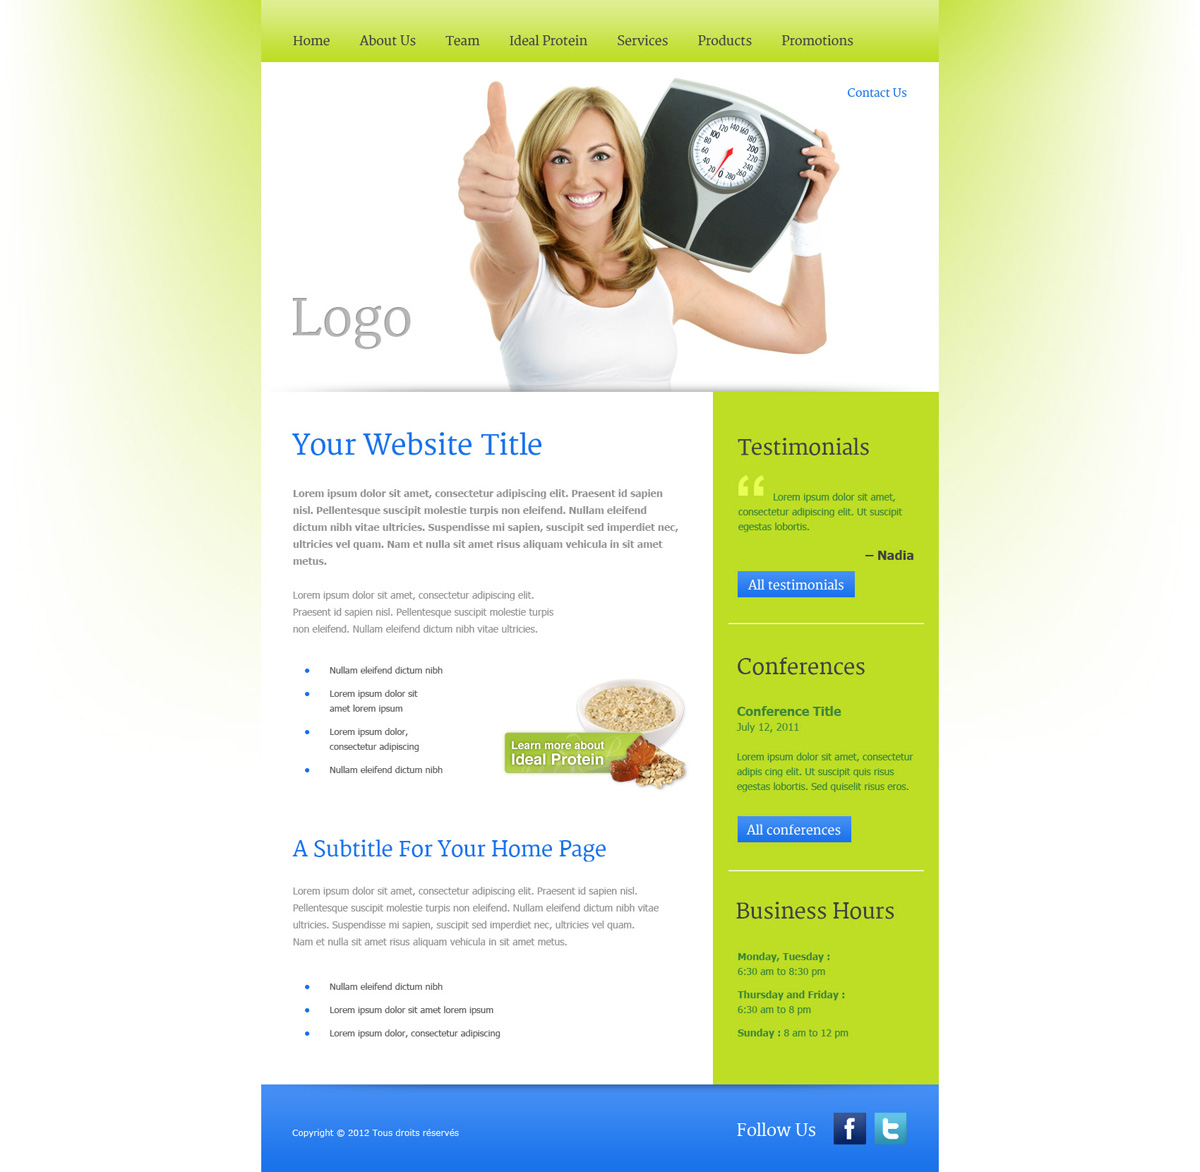 Home About Us Team Ideal Protein Services Products Promotions
Contact Us
Logo
Your Website Title
Lorem ipsum dolor sit amet, consectetur adipiscing elit. Praesent id sapien
nisl. Pellentesque suscipit molestie turpis non eleifend. Nullam eleifend
dictum nibh vitae ultricies. Suspendisse mi sapien, suscipit sed imperdiet nec,
ultricies vel quam. Nam et nulla sit amet risus aliquam vehicula in sit amet
metus.
Lorem ipsum dolor sit amet, consectetur adipiscing elit.
Praesent id sapien nisl. Pellentesque suscipit molestie turpis
non eleifend. Nullam eleifend dictum nibh vitae ultricies.
Nullam eleifend dictum nibh
Lorem ipsum dolor sit
amet lorem ipsum
Lorem ipsum dolor,
consectetur adipiscing
Nullam eleifend dictum nibh
Learn more about
Ideal Protein
A Subtitle For Your Home Page
Lorem ipsum dolor sit amet, consectetur adipiscing elit. Praesent id sapien nisl.
Pellentesque suscipit molestie turpis non eleifend. Nullam eleifend dictum nibh vitae
ultricies. Suspendisse mi sapien, suscipit sed imperdiet nec, ultricies vel quam.
Nam et nulla sit amet risus aliquam vehicula in sit amet metus.
Nullam eleifend dictum nibh
Lorem ipsum dolor sit amet lorem ipsum
Lorem ipsum dolor, consectetur adipiscing
Testimonials
“ Lorem ipsum dolor sit amet,
consectetur adipiscing elit. Ut suscipit
egestas lobortis.
– Nadia
All testimonials
Conferences
Conference Title
July 12, 2011
Lorem ipsum dolor sit amet, consectetur
adipis cing elit. Ut suscipit quis risus
egestas lobortis. Sed quiselit risus eros.
All conferences
Business Hours
Monday, Tuesday :
6:30 am to 8:30 pm
Thursday and Friday :
6:30 am to 8 pm
Sunday : 8 am to 12 pm
Copyright © 2012 Tous droits réservés
Follow Us